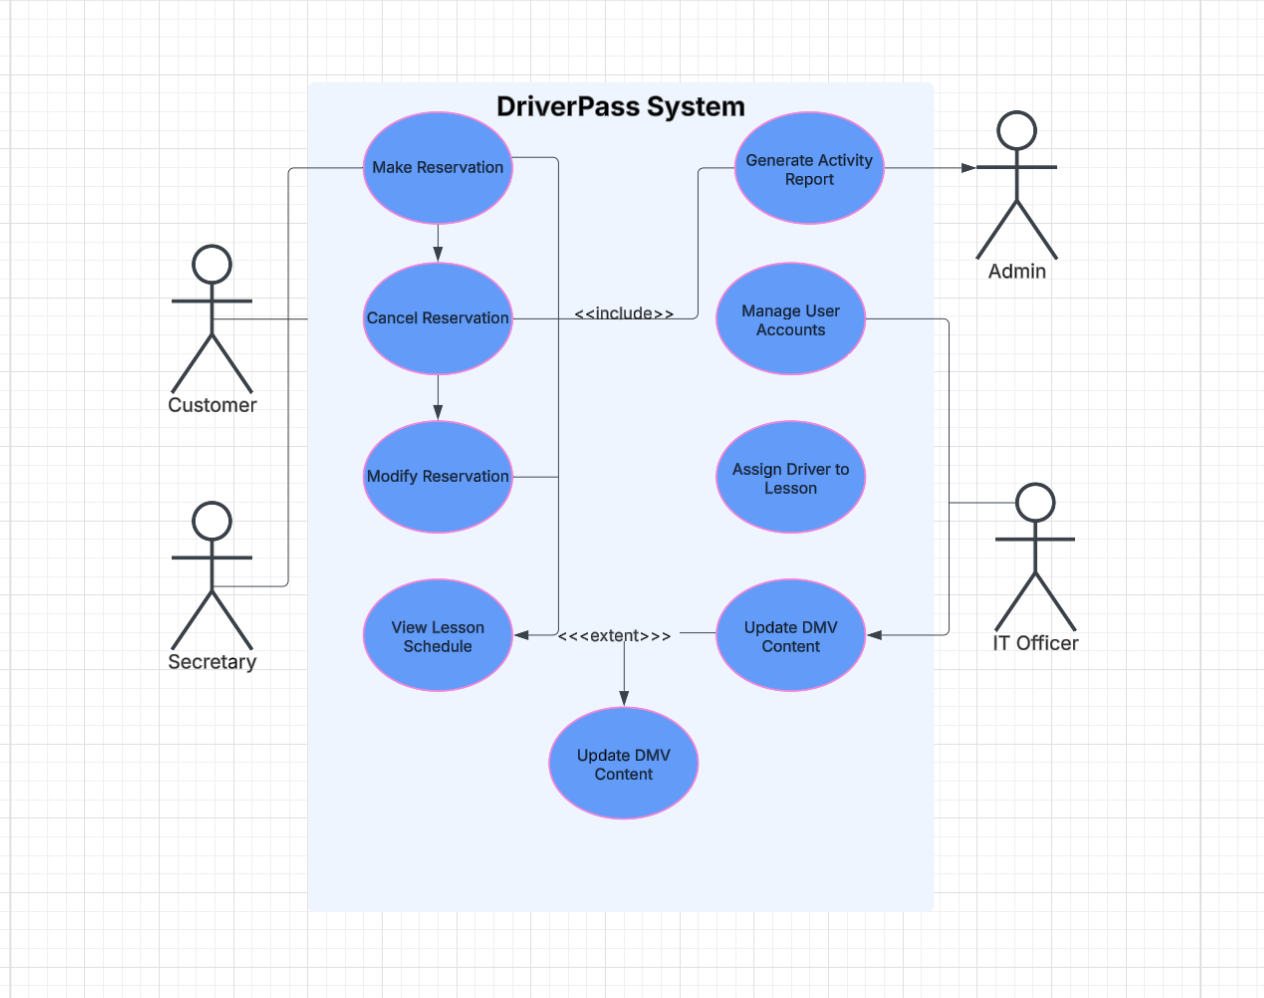 DriverPass System
Make Reservation
Generate Activity
Report
Admin
Cancel Reservation
<<include>>
Manage User
Accounts
Customer
Modify Reservation
Assign Driver to
Lesson
View Lesson
Schedule
<<<extent>>>
Update DMV
Content
IT Officer
Secretary
Update DMV
Content